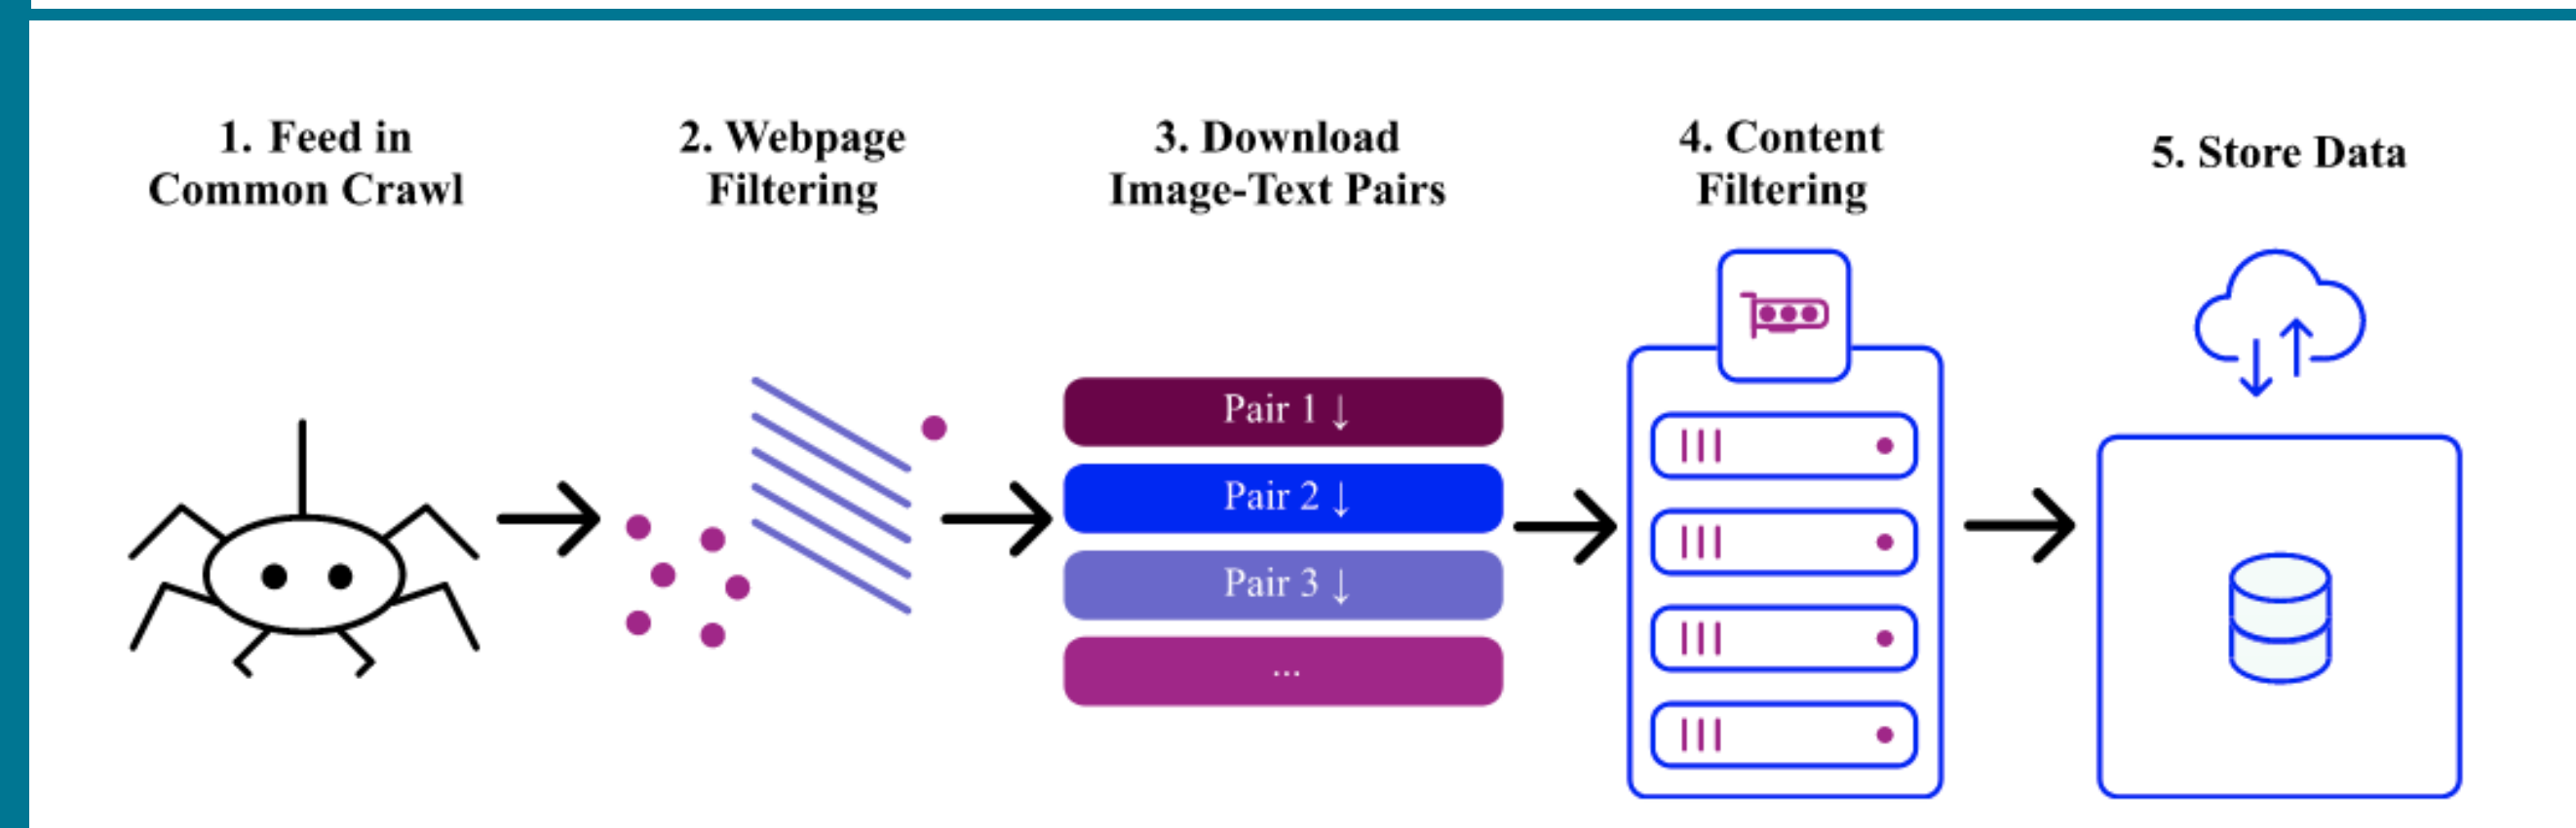 1. Feed in
Common Crawl
2. Webpage
Filtering
3. Download
Image-Text Pairs
4. Content
Filtering
5. Store Data
Pair 1 ↓
Pair 2 ↓
Pair 3 ↓
...